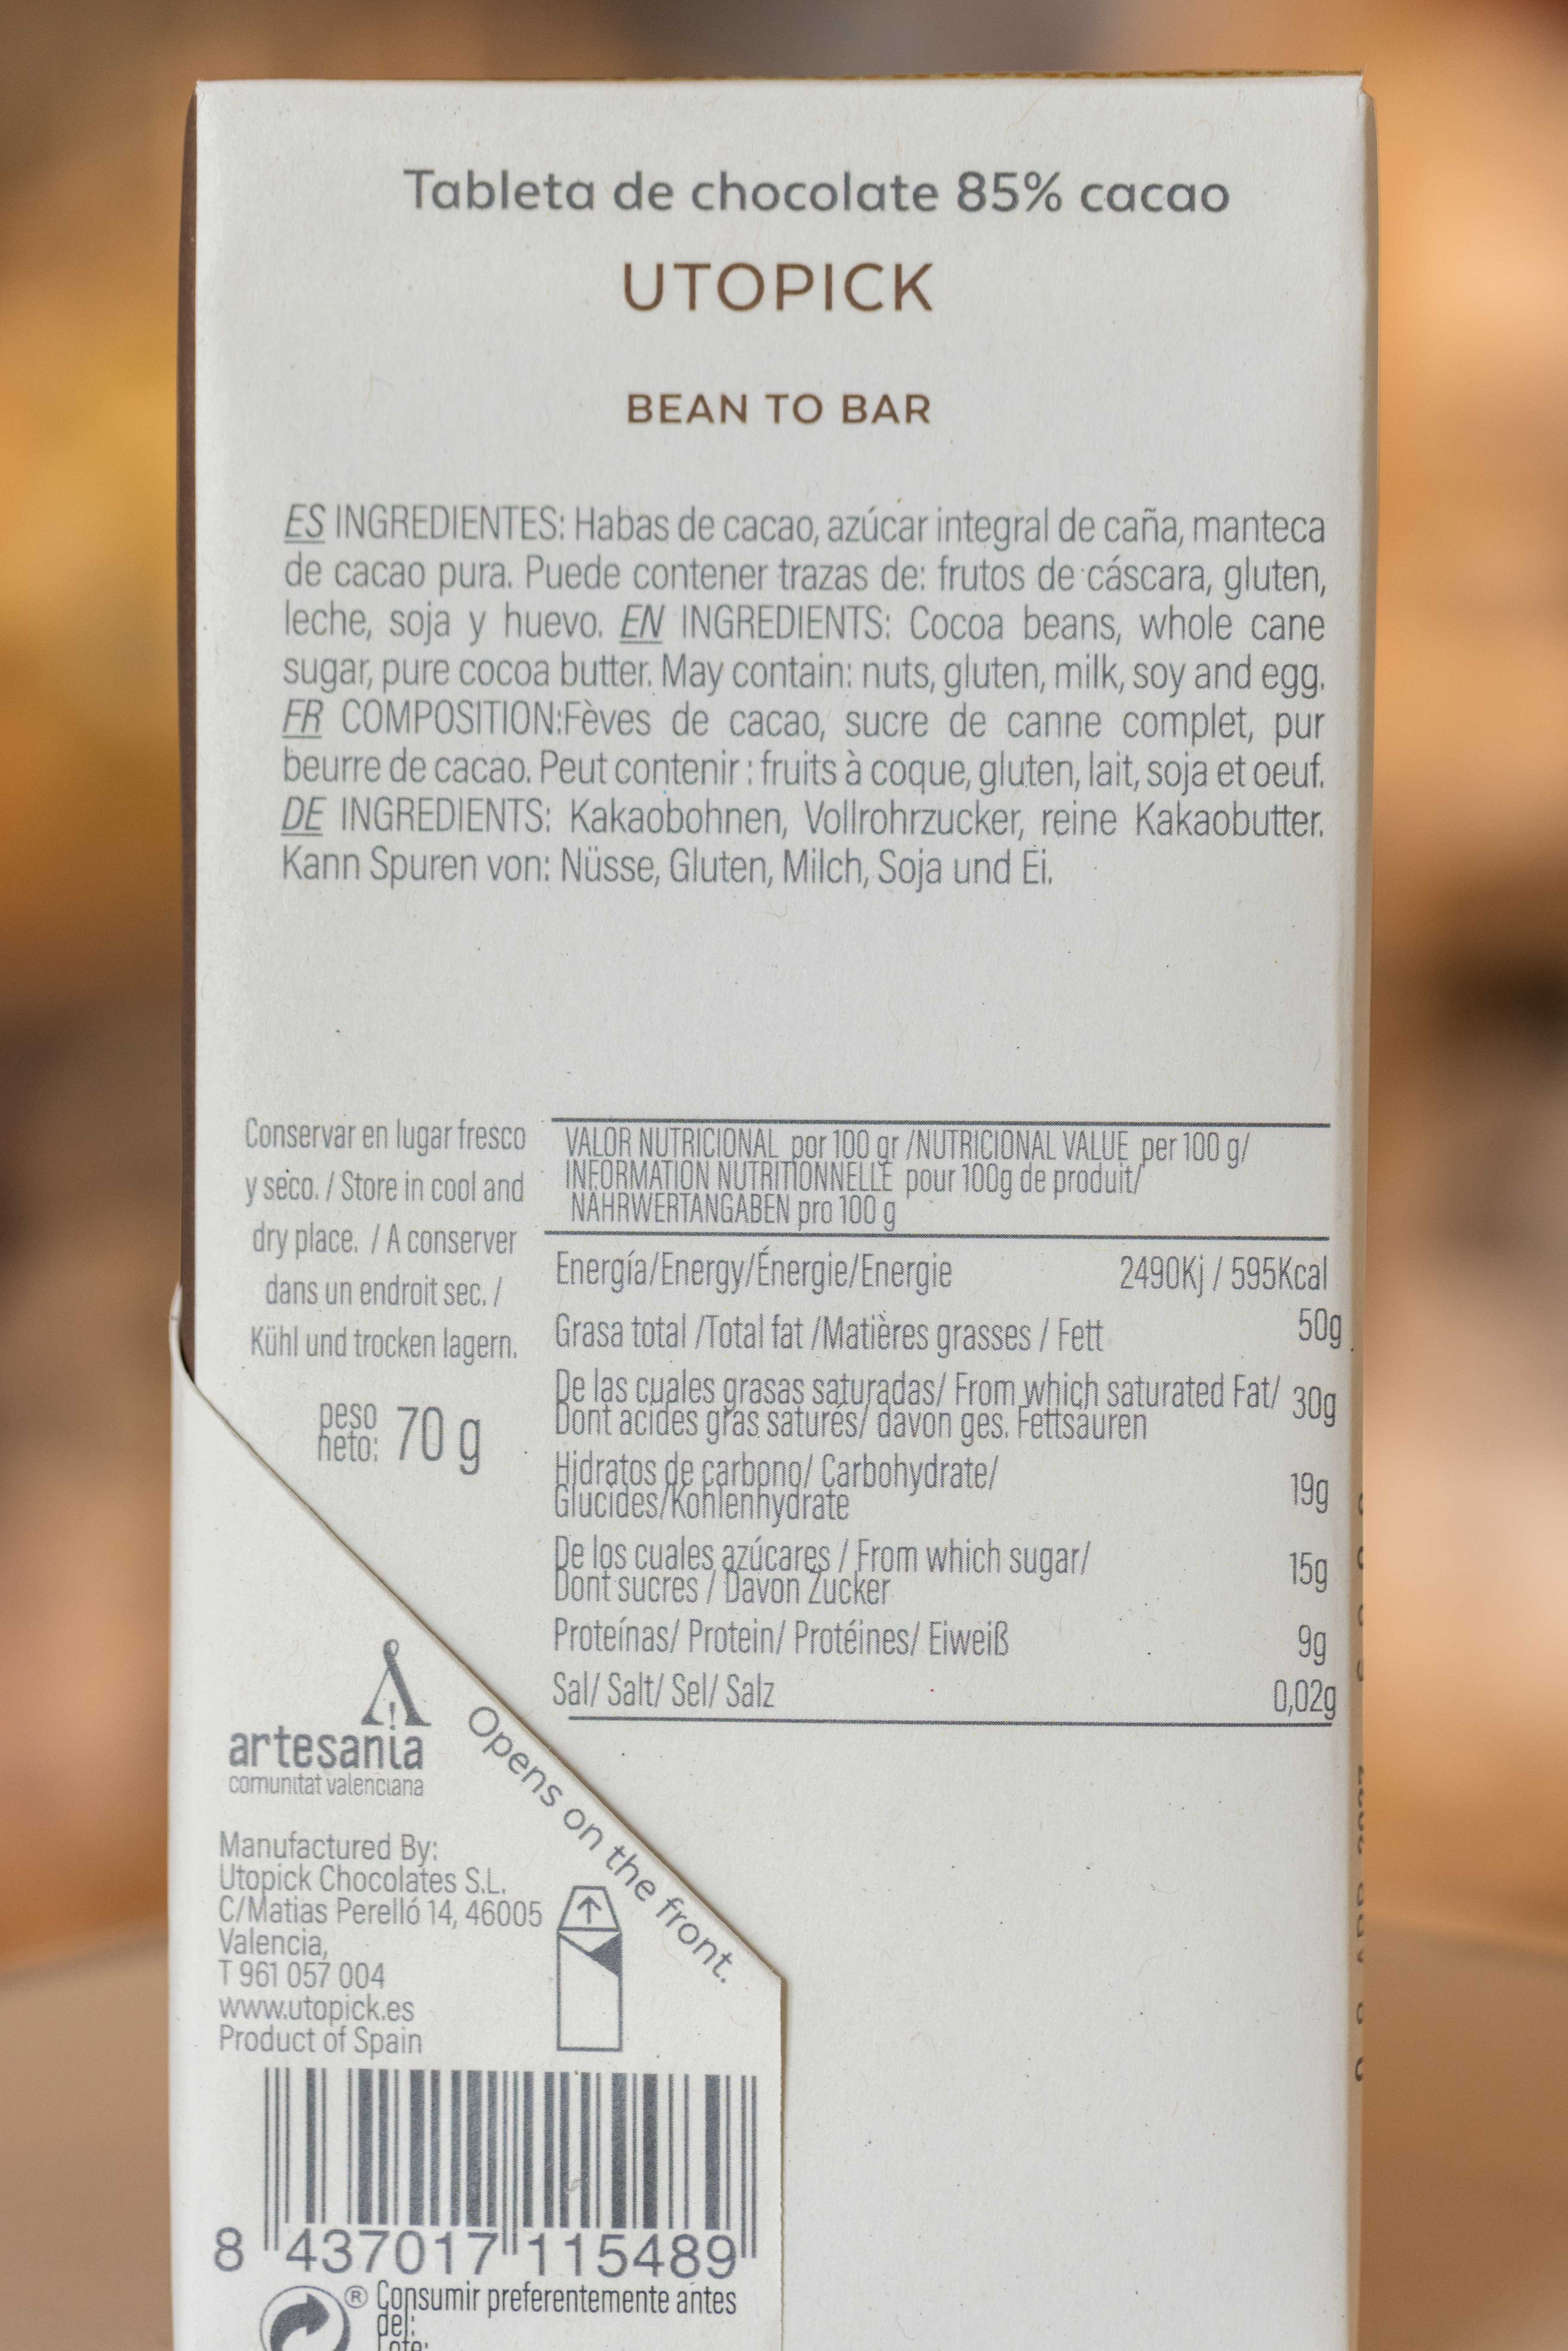 Tableta de chocolate 85% cacao
UTOPICK
BEAN TO BAR
ES INGREDIENTES: Habas de cacao, azúcar integral de caña, manteca
de cacao pura. Puede contener trazas de: frutos de cáscara, gluten,
leche, soja y huevo. EN INGREDIENTS: Cocoa beans, whole cane
sugar, pure cocoa butter. May contain: nuts, gluten, milk, soy and egg.
FR COMPOSITION:Fèves de cacao, sucre de canne complet, pur
beurre de cacao. Peut contenir : fruits à coque, gluten, lait, soja et oeuf.
DE INGREDIENTS: Kakaobohnen, Vollrohrzucker, reine Kakaobutter.
Kann Spuren von: Nüsse, Gluten, Milch, Soja und Ei.
Conservar en lugar fresco
y seco. / Store in cool and
dry place. / A conserver
dans un endroit sec. /
Kühl und trocken lagern.
peso
neto: 70 g
VALOR NUTRICIONAL por 100 gr /NUTRICIONAL VALUE per 100 g/
INFORMATION NUTRITIONNELLE pour 100g de produit/
NÄHRWERTANGABEN pro 100 g
Energía/Energy/Énergie/Energie 2490Kj / 595Kcal
Grasa total /Total fat /Matières grasses / Fett 50g
De las cuales grasas saturadas/ From which saturated Fat/ 30g
Dont acides gras saturés/ davon ges. Fettsäuren
Hidratos de carbono/ Carbohydrate/ 19g
Glucides/Kohlenhydrate
De los cuales azúcares / From which sugar/ 15g
Dont sucres / Davon Zucker
Proteínas/ Protein/ Protéines/ Eiweiß 9g
Sal/ Salt/ Sel/ Salz 0,02g
artesanía
comunitat valenciana
Opens on the front.
Manufactured By:
Utopick Chocolates S.L.
C/Matias Perelló 14, 46005
Valencia,
T 961 057 004
www.utopick.es
Product of Spain
8 437017 115489
® Consumir preferentemente antes
del:
Lote: